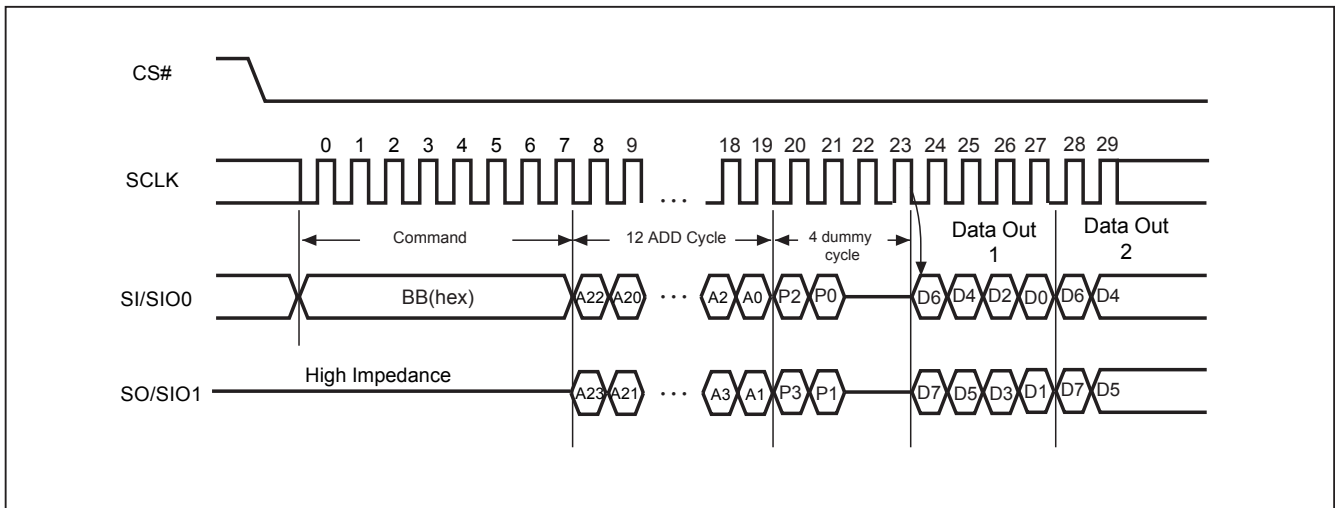 CS#
0 1 2 3 4 5 6 7 8 9 18 19 20 21 22 23 24 25 26 27 28 29
SCLK
...
Command
12 ADD Cycle
4 dummy
cycle
Data Out
1
Data Out
2
SI/SIO0
BB(hex)
A22 A20 ... A2 A0 P2 P0 D6 D4 D2 D0 D6 D4
High Impedance
SO/SIO1
A23 A21 ... A3 A1 P3 P1 D7 D5 D3 D1 D7 D5